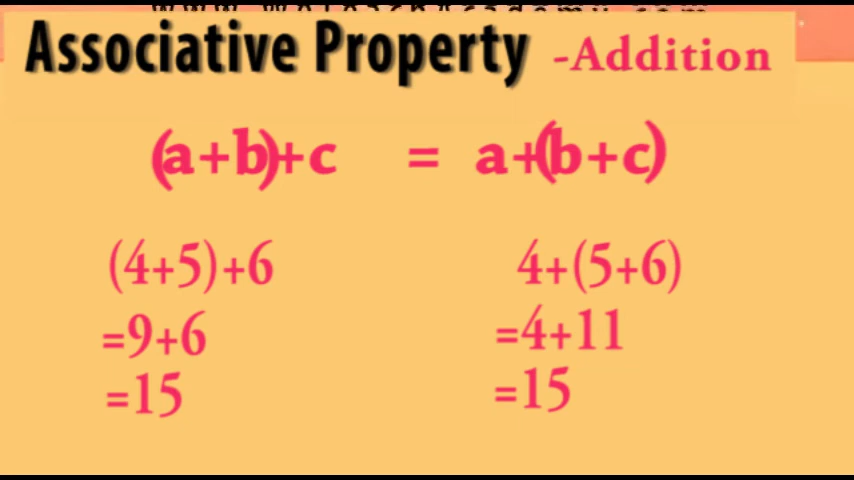 Associative Property -Addition
(a+b)+c = a+(b+c)
(4+5)+6 4+(5+6)
=9+6 =4+11
=15 =15